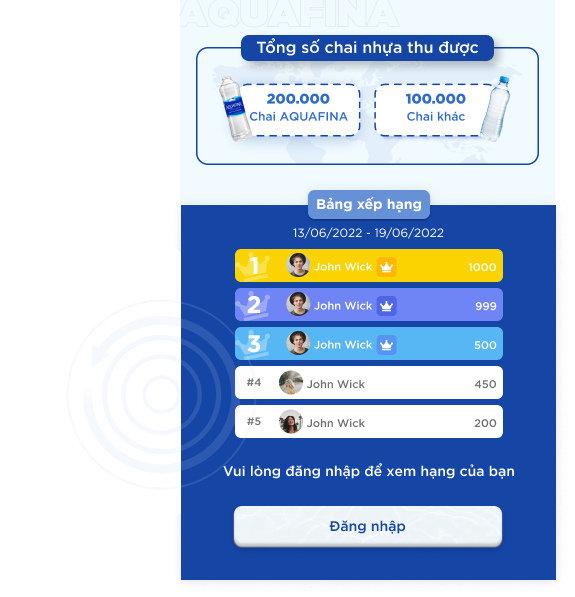 AQUAFINA
Tổng số chai nhựa thu được
200.000
Chai AQUAFINA
100.000
Chai khác
Bảng xếp hạng
13/06/2022 - 19/06/2022
1 John Wick 1000
2 John Wick 999
3 John Wick 500
#4 John Wick 450
#5 John Wick 200
Vui lòng đăng nhập để xem hạng của bạn
Đăng nhập